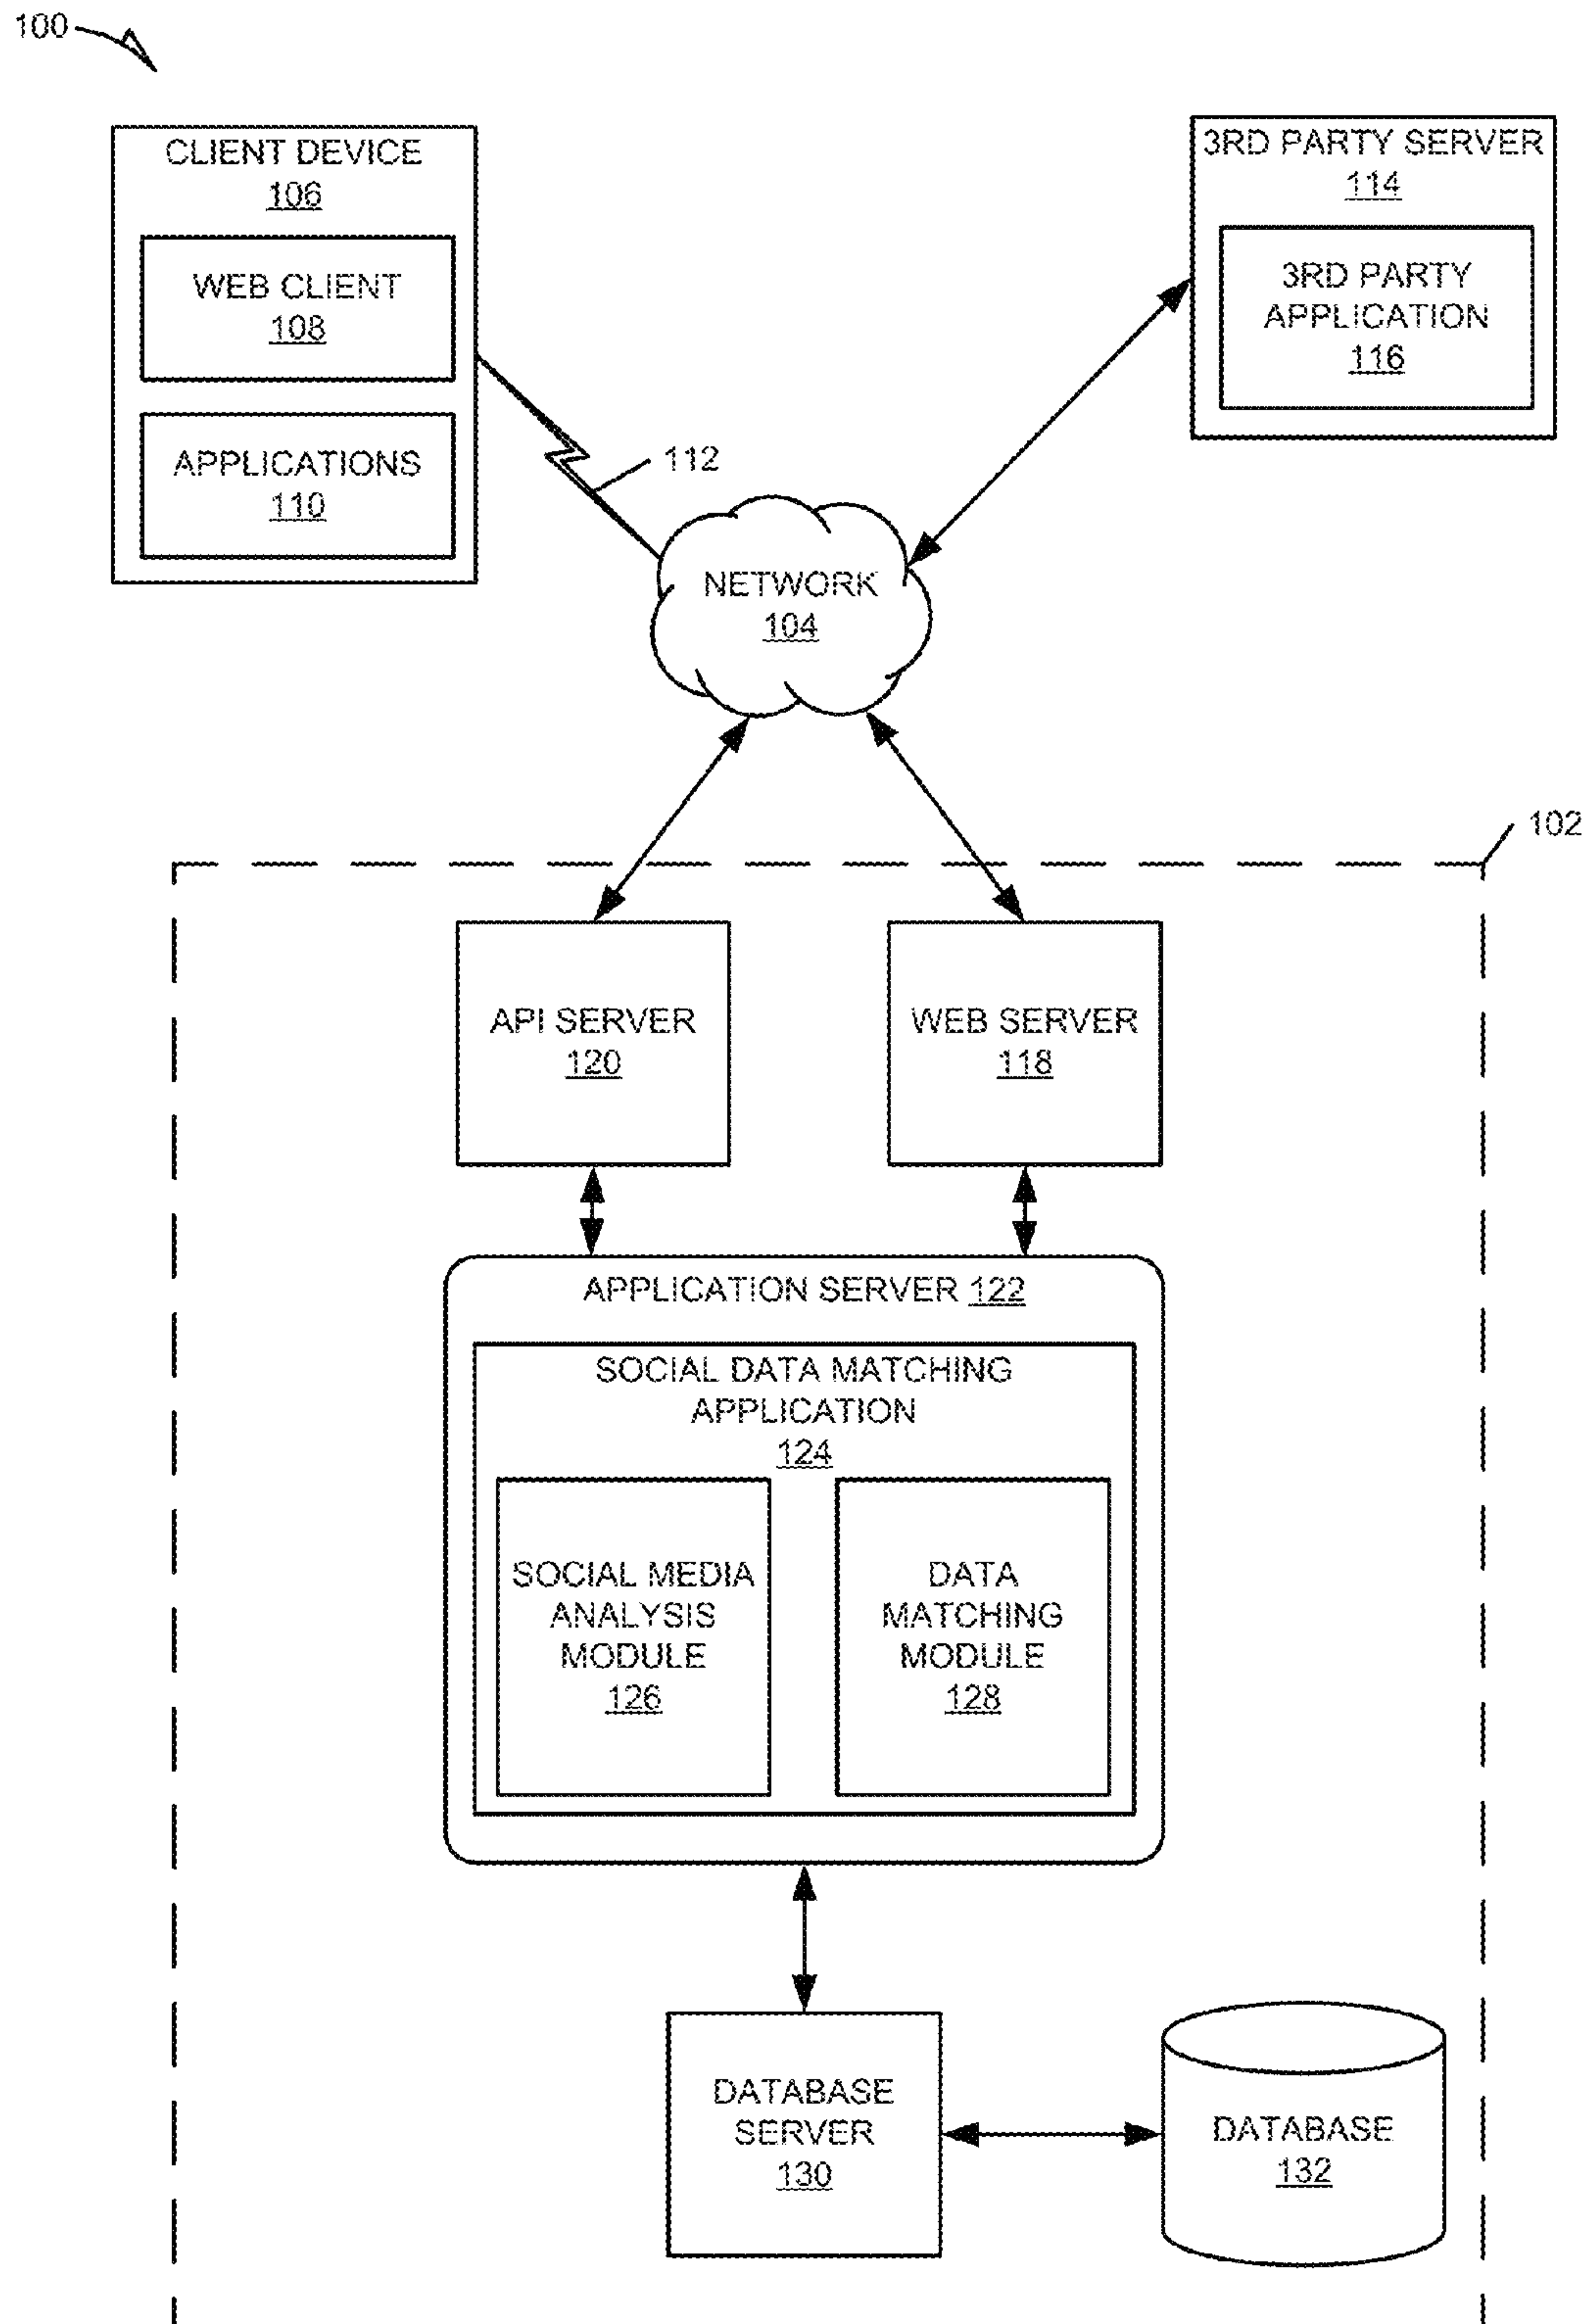 100
CLIENT DEVICE
106
WEB CLIENT
108
APPLICATIONS
110
112
3RD PARTY SERVER
114
3RD PARTY
APPLICATION
116
NETWORK
104
102
API SERVER
120
WEB SERVER
118
APPLICATION SERVER 122
SOCIAL DATA MATCHING
APPLICATION
124
SOCIAL MEDIA
ANALYSIS
MODULE
126
DATA
MATCHING
MODULE
128
DATABASE
SERVER
130
DATABASE
132